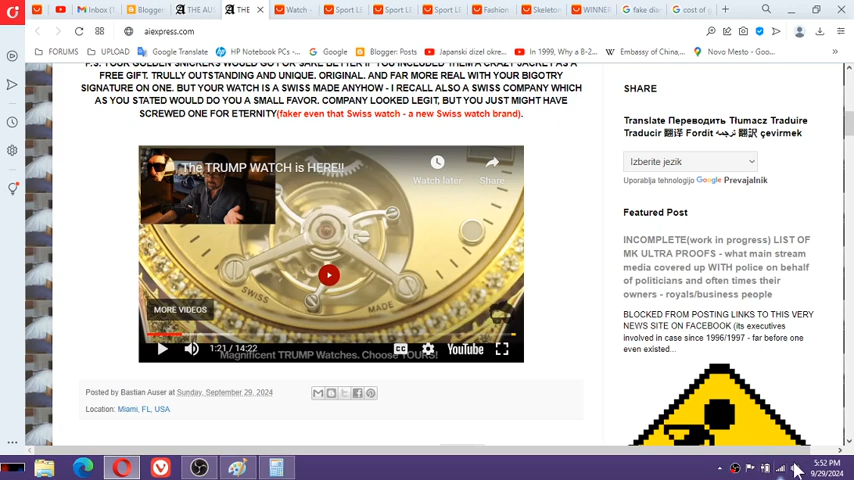 Inbox (
Blogger:
THE AU
THE
Watch -
Sport LE
Sport LE
Sport LE
Fashion
Skeleton
WINNER
fake dia
cost of g
aiexpress.com
FORUMS
UPLOAD
Google Translate
HP Notebook PC's -...
Google
Blogger: Posts
Japanski dizel okre...
In 1999, Why a B-2...
Embassy of China,...
Novo Mesto - Goo...
FREE GIFT. TRULLY OUTSTANDING AND UNIQUE. ORIGINAL. AND FAR MORE REAL WITH YOUR BIGOTRY
SIGNATURE ON ONE. BUT YOUR WATCH IS A SWISS MADE ANYHOW - I RECALL ALSO A SWISS COMPANY WHICH
AS YOU STATED WOULD DO YOU A SMALL FAVOR. COMPANY LOOKED LEGIT, BUT YOU JUST MIGHT HAVE
SCREWED ONE FOR ETERNITY(faker even that Swiss watch - a new Swiss watch brand).
The TRUMP WATCH is HERE!!
Watch later
Share
SWISS
MADE
MORE VIDEOS
1:21 / 14:22
CC
YouTube
Magnificent TRUMP Watches. Choose YOURS!
Posted by Bastian Auser at Sunday, September 29, 2024
Location: Miami, FL, USA
SHARE
Translate Переводить Tłumacz Traduire
Traducir 翻译 Fordit ترجمه 翻訳 çevirmek
Izberite jezik
Uporablja tehnologijo Google Prevajalnik
Featured Post
INCOMPLETE(work in progress) LIST OF
MK ULTRA PROOFS - what main stream
media covered up WITH police on behalf
of politicians and often times their
owners - royals/business people
BLOCKED FROM POSTING LINKS TO THIS VERY
NEWS SITE ON FACEBOOK (its executives
involved in case since 1996/1997 - far before one
even existed...
5:52 PM
9/29/2024